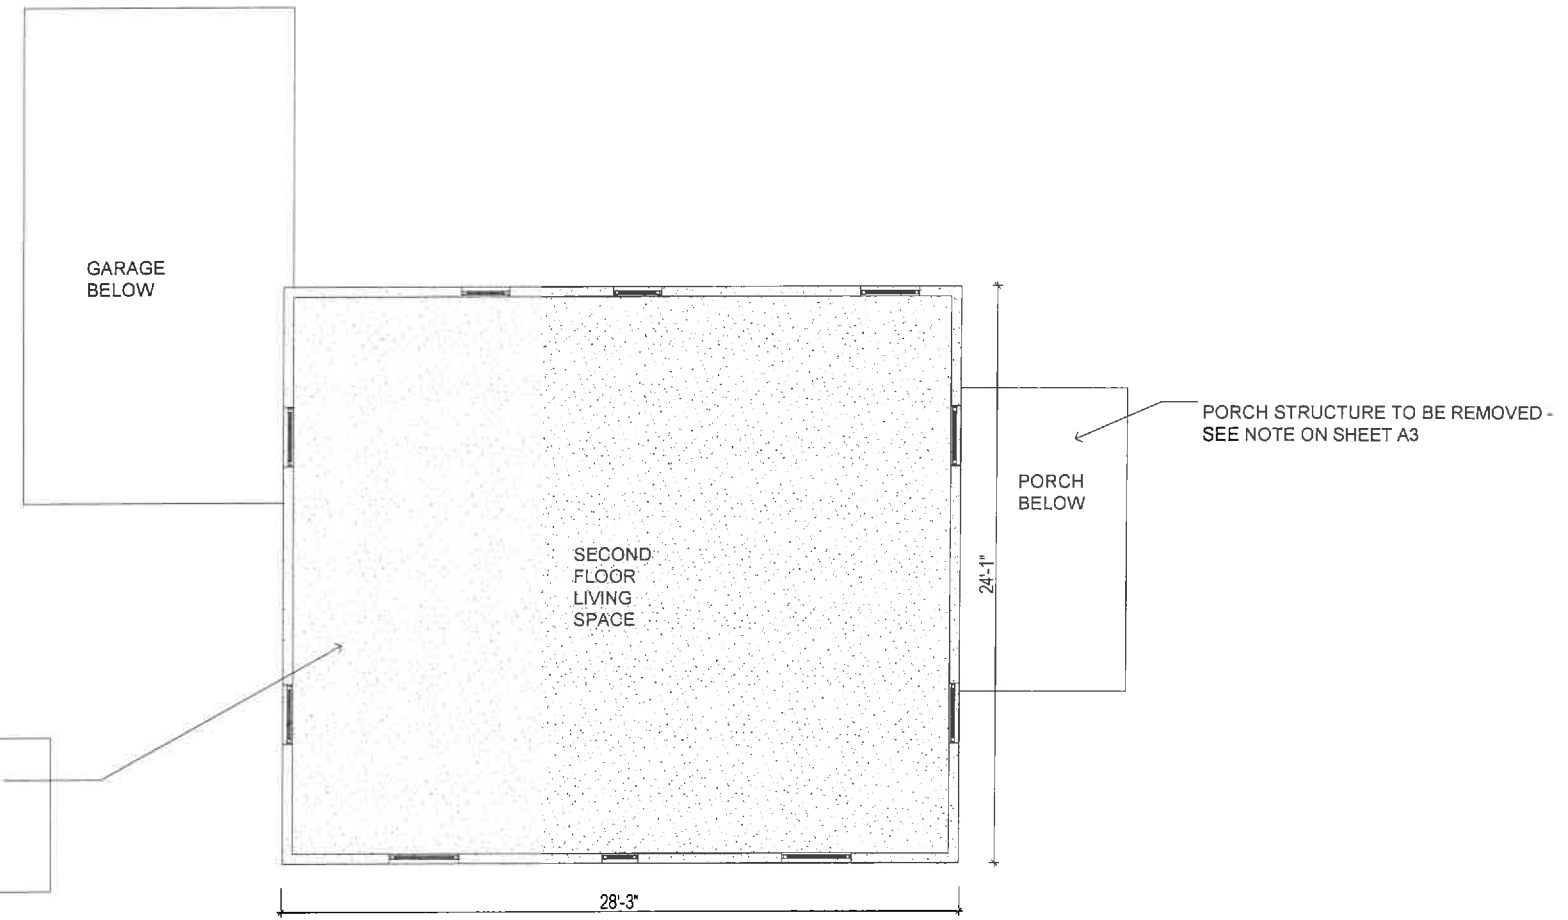 GARAGE
BELOW
PORCH STRUCTURE TO BE REMOVED -
SEE NOTE ON SHEET A3
PORCH
BELOW
SECOND
FLOOR
LIVING
SPACE
24'-1"
28'-3"